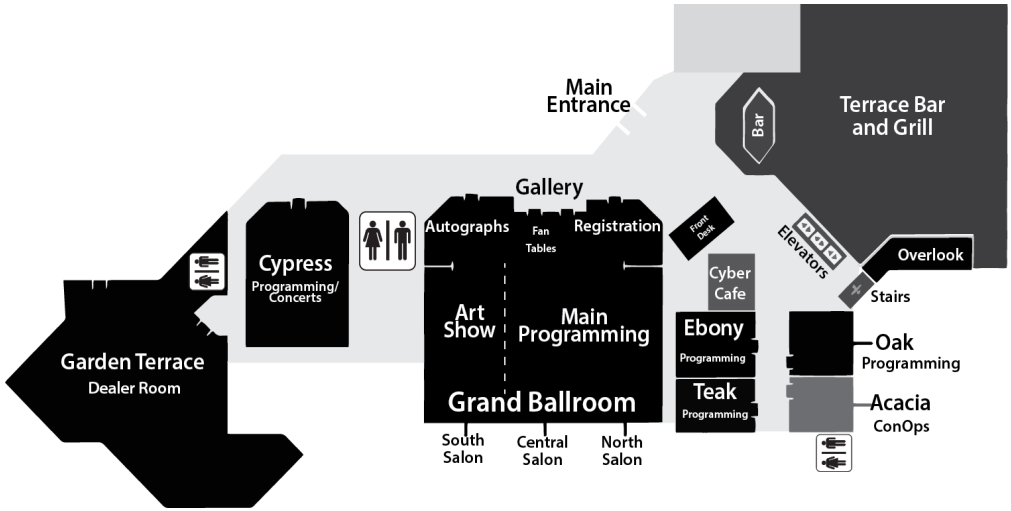 Main
Entrance
Terrace Bar
and Grill
Bar
Gallery
Autographs
Fan
Tables
Registration
Front
Desk
Elevators
Overlook
Stairs
Cypress
Programming/
Concerts
Cyber
Cafe
Art
Show
Main
Programming
Ebony
Programming
Oak
Programming
Garden Terrace
Dealer Room
Teak
Programming
Acacia
ConOps
Grand Ballroom
South
Salon
Central
Salon
North
Salon